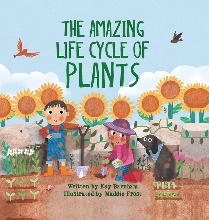 THE AMAZING
LIFE CYCLE OF
PLANTS
Written by Kay Barnham
Illustrated by Maddie Frost